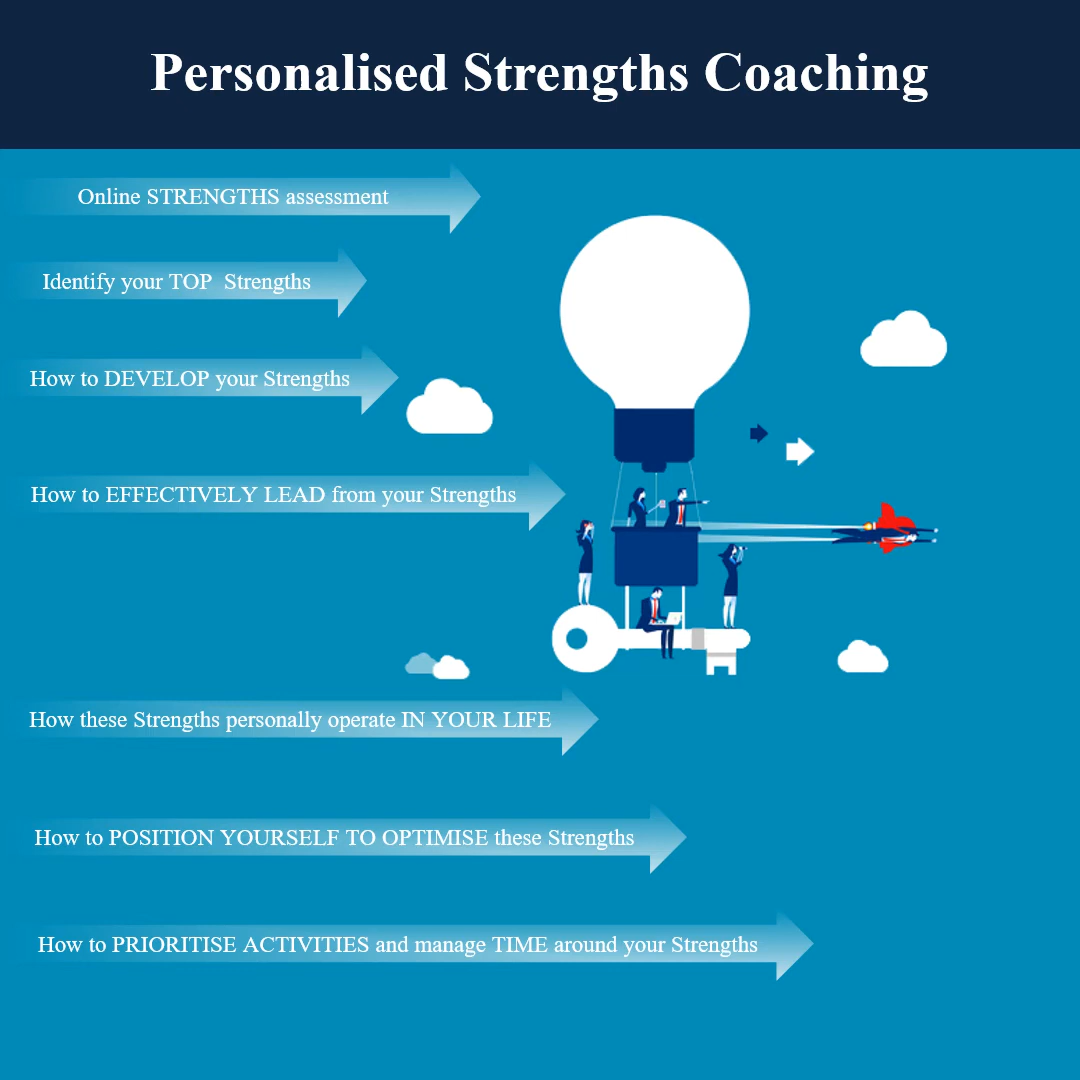 Personalised Strengths Coaching
Online STRENGTHS assessment
Identify your TOP  Strengths
How to DEVELOP your Strengths
How to EFFECTIVELY LEAD from your Strengths
How these Strengths personally operate IN YOUR LIFE
How to POSITION YOURSELF TO OPTIMISE these Strengths
How to PRIORITISE ACTIVITIES and manage TIME around your Strengths